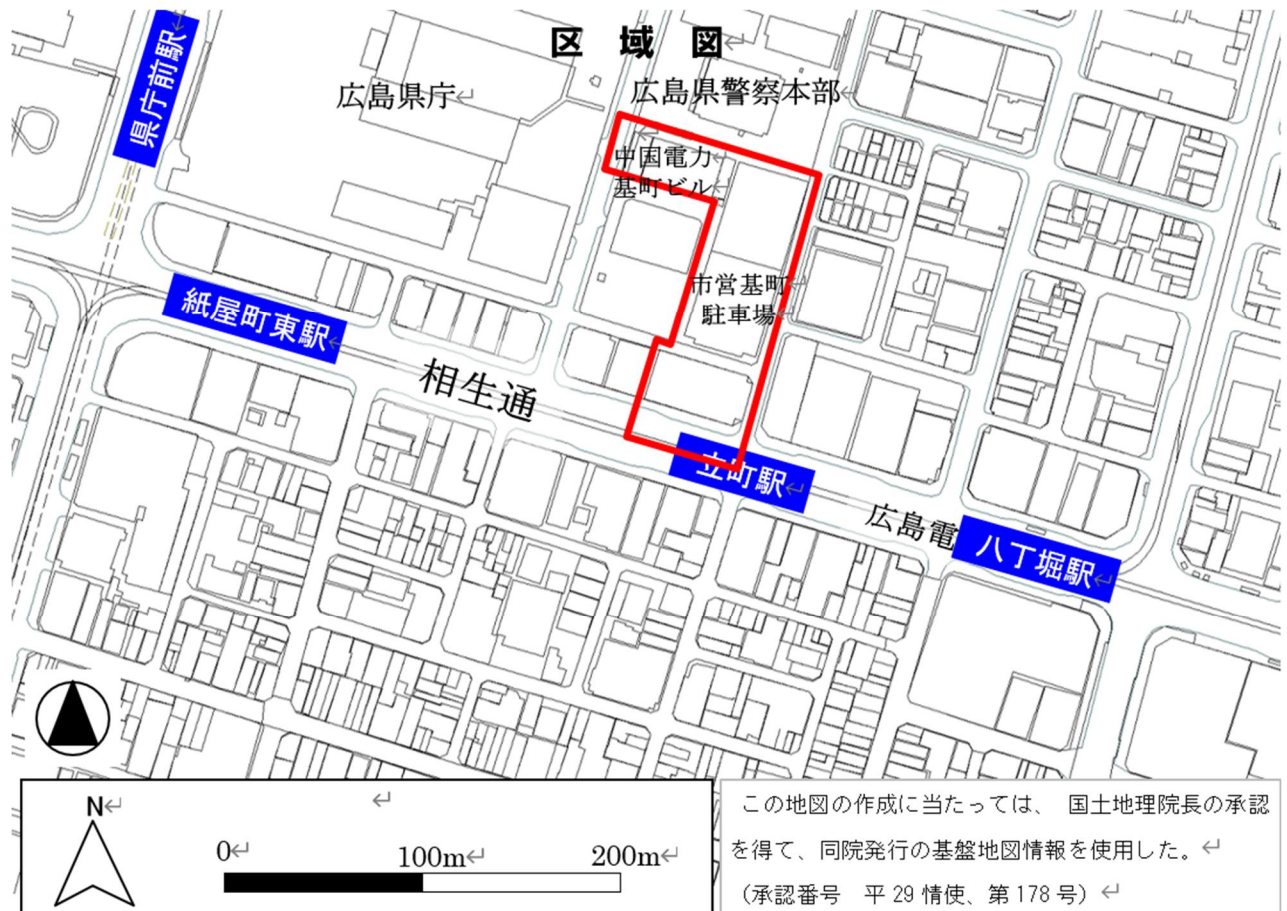 区 域 図
県庁前駅
広島県庁
広島県警察本部
中国電力
基町ビル
市営基町
駐車場
紙屋町東駅
相生通
立町駅
広島電
八丁堀駅
N
0 100m 200m
この地図の作成に当たっては、 国土地理院長の承認
を得て、同院発行の基盤地図情報を使用した。
(承認番号 平 29 情使、第 178 号)